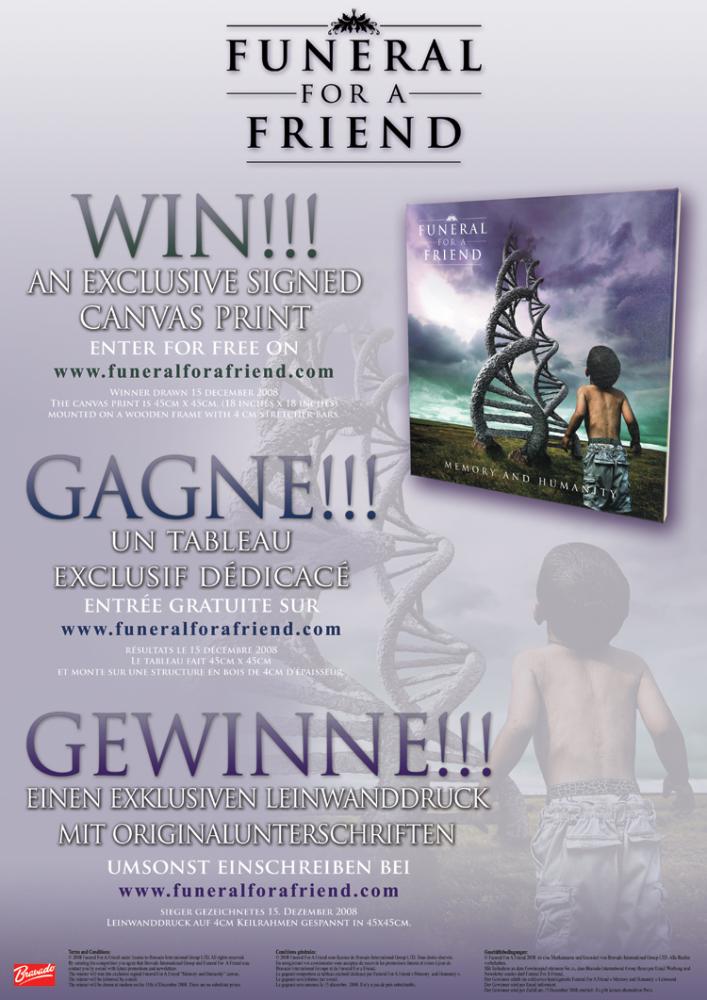 FUNERAL
FOR A
FRIEND
WIN!!!
AN EXCLUSIVE SIGNED
CANVAS PRINT
ENTER FOR FREE ON
www.funeralforafriend.com
WINNER DRAWN 15 DECEMBER 2008
THE CANVAS PRINT IS 45CM X 45CM. (18 INCHES X 18 INCHES)
MOUNTED ON A WOODEN FRAME WITH 4 CM STRETCHER BARS.
FUNERAL
FOR A
FRIEND
MEMORY AND HUMANITY
GAGNE!!!
UN TABLEAU
EXCLUSIF DÉDICACÉ
ENTRÉE GRATUITE SUR
www.funeralforafriend.com
RÉSULTATS LE 15 DÉCEMBRE 2008
LE TABLEAU FAIT 45CM X 45CM
ET MONTE SUR UNE STRUCTURE EN BOIS DE 4CM D'ÉPAISSEUR
GEWINNE!!!
EINEN EXKLUSIVEN LEINWANDDRUCK
MIT ORIGINALUNTERSCHRIFTEN
UMSONST EINSCHREIBEN BEI
www.funeralforafriend.com
SIEGER GEZEICHNETES 15. DEZEMBER 2008
LEINWANDDRUCK AUF 4CM KEILRAHMEN GESPANNT IN 45X45CM.
Bravado
Terms and Conditions:
Conditions générales:
Geschäftsbedingungen: